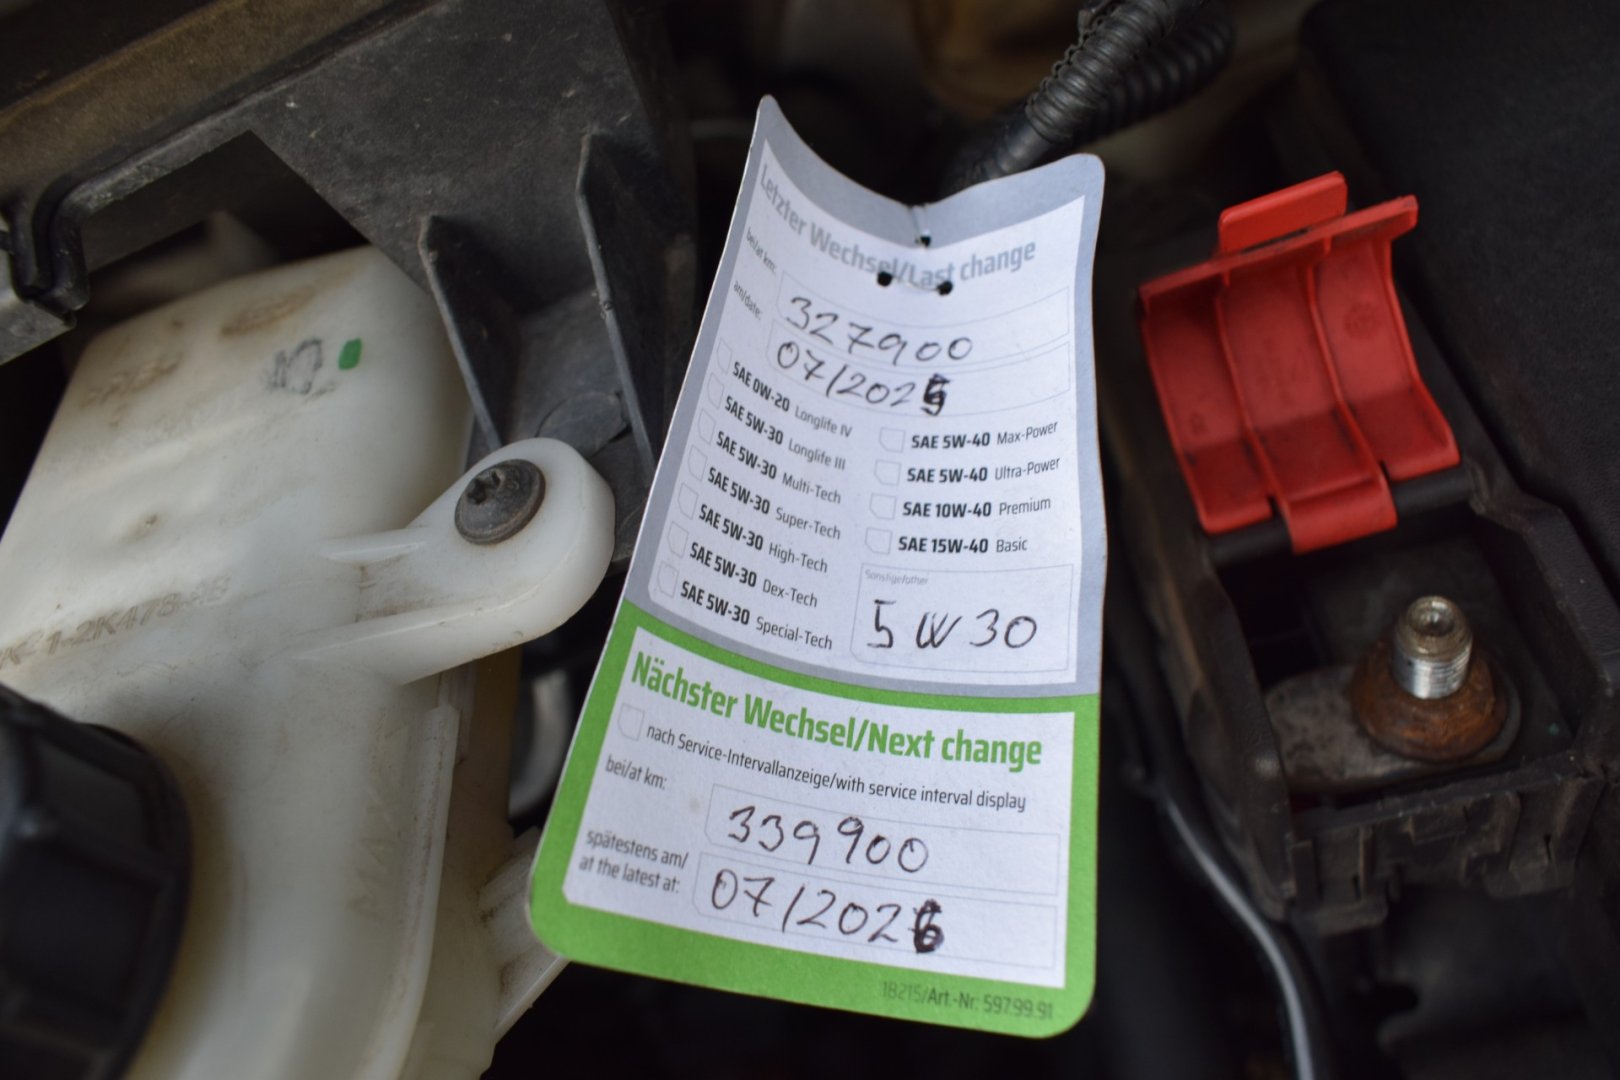 Letzter Wechsel/Last change
bei/at km:
327900
am/date:
07/2025
SAE 0W-20 Longlife IV
SAE 5W-30 Longlife III
SAE 5W-30 Multi-Tech
SAE 5W-30 Super-Tech
SAE 5W-30 High-Tech
SAE 5W-30 Dex-Tech
SAE 5W-30 Special-Tech
SAE 5W-40 Max-Power
SAE 5W-40 Ultra-Power
SAE 10W-40 Premium
SAE 15W-40 Basic
Sonstige/other
5W30
Nächster Wechsel/Next change
nach Service-Intervallanzeige/with service interval display
bei/at km:
339900
spätestens am/
at the latest at:
07/2026
18215/Art.-Nr: 597.99.91